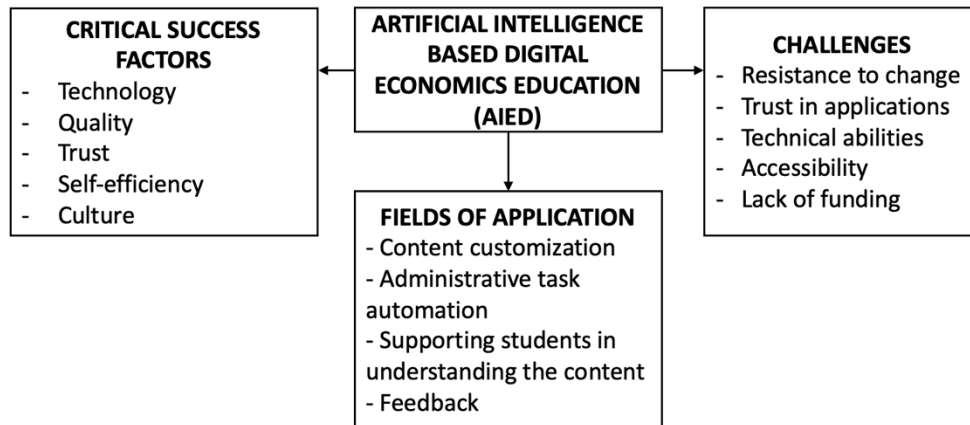 CRITICAL SUCCESS
FACTORS
- Technology
- Quality
- Trust
- Self-efficiency
- Culture
ARTIFICIAL INTELLIGENCE
BASED DIGITAL
ECONOMICS EDUCATION
(AIED)
CHALLENGES
- Resistance to change
- Trust in applications
- Technical abilities
- Accessibility
- Lack of funding
FIELDS OF APPLICATION
- Content customization
- Administrative task
automation
- Supporting students in
understanding the content
- Feedback